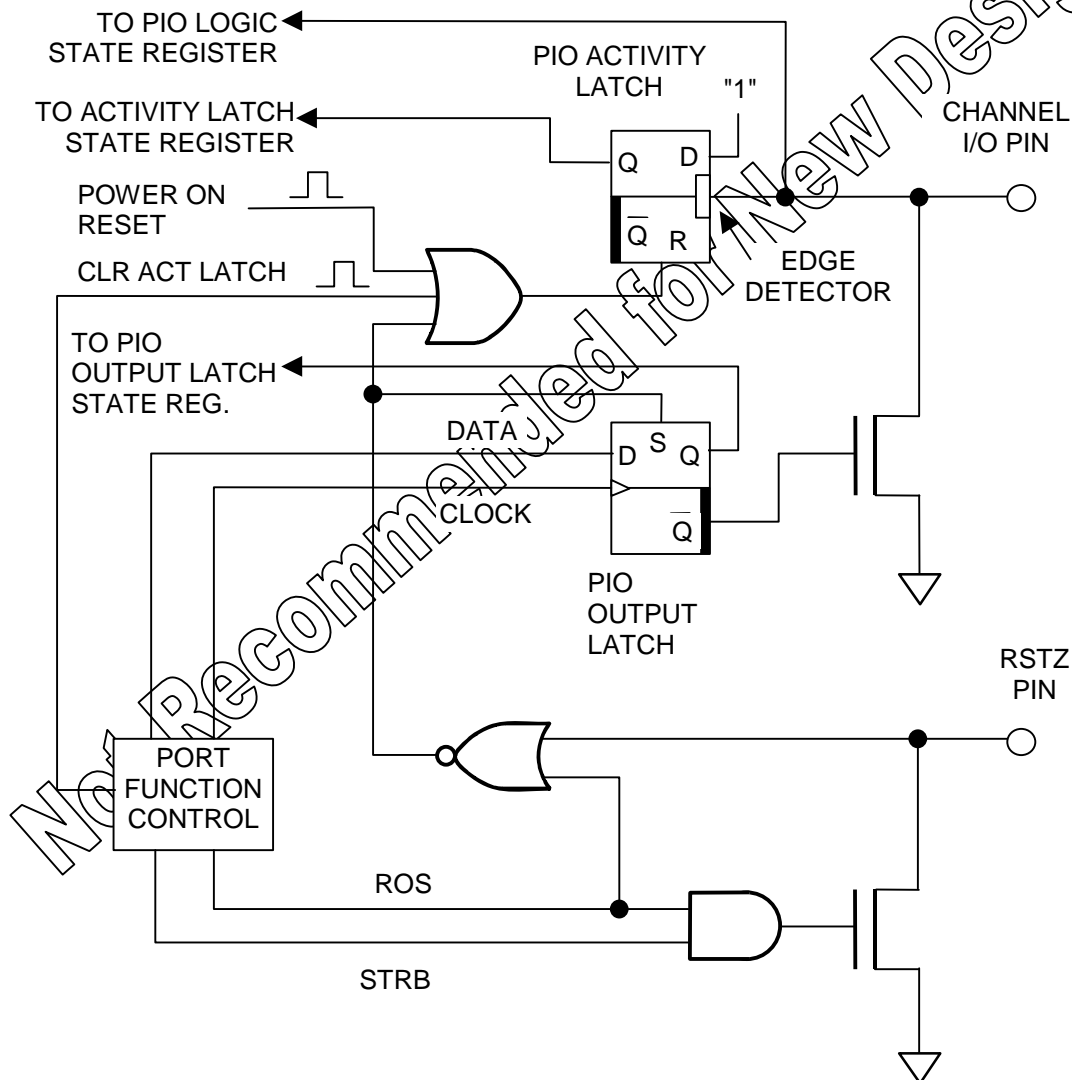 TO PIO LOGIC
STATE REGISTER
PIO ACTIVITY
LATCH
"1"
TO ACTIVITY LATCH
STATE REGISTER
CHANNEL
I/O PIN
Q
D
POWER ON
RESET
Q
R
CLR ACT LATCH
EDGE
DETECTOR
TO PIO
OUTPUT LATCH
STATE REG.
DATA
D
S
Q
CLOCK
Q
PIO
OUTPUT
LATCH
RSTZ
PIN
PORT
FUNCTION
CONTROL
ROS
STRB
Not Recommended for New Desig